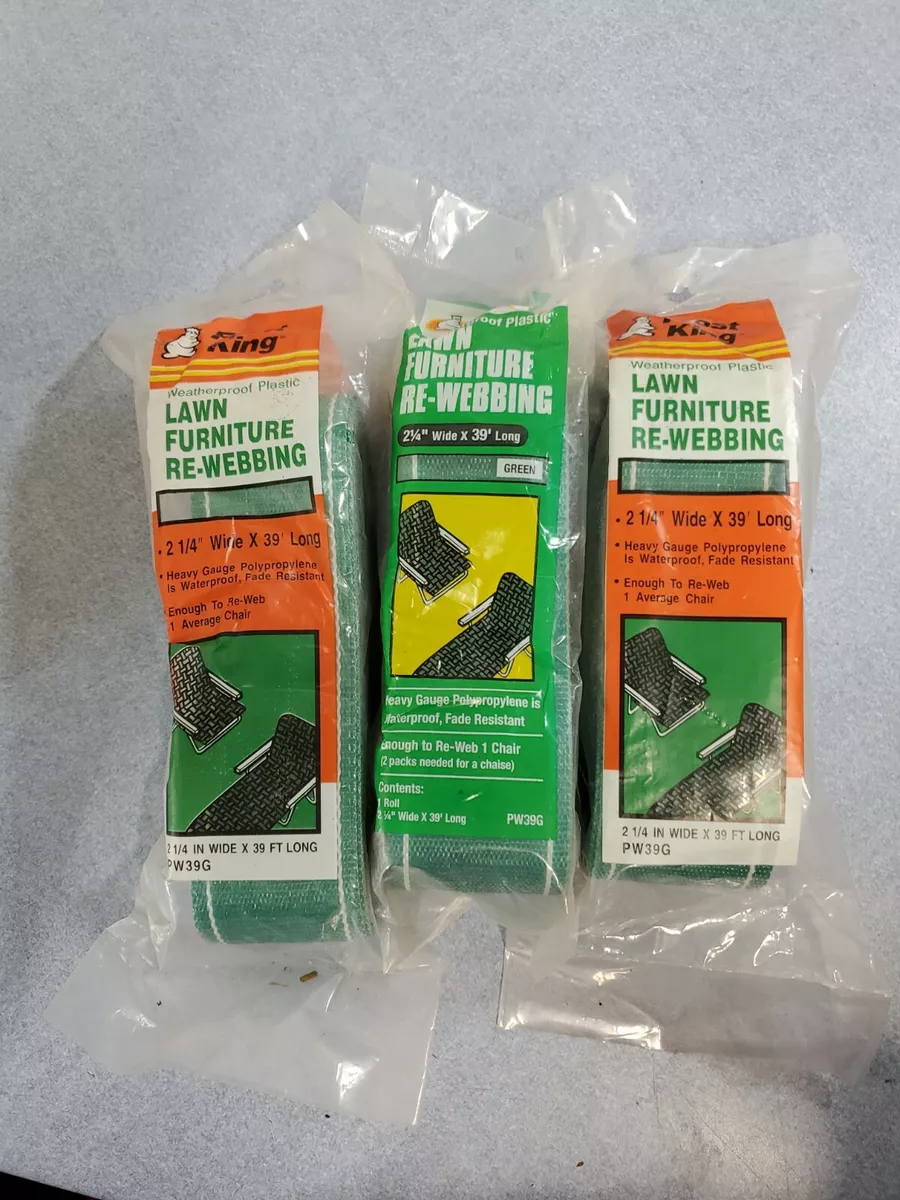 King
Weatherproof Plastic
LAWN
FURNITURE
RE-WEBBING
• 2 1/4" Wide X 39' Long
• Heavy Gauge Polypropylene
Is Waterproof, Fade Resistant
Enough To Re-Web
1 Average Chair
2 1/4 IN WIDE X 39 FT LONG
PW39G
roof Plastic
LAWN
FURNITURE
RE-WEBBING
2¼" Wide X 39' Long
GREEN
Heavy Gauge Polypropylene is
Waterproof, Fade Resistant
Enough to Re-Web 1 Chair
(2 packs needed for a chaise)
Contents:
1 Roll
2¼" Wide X 39' Long PW39G
Frost
King
Weatherproof Plastic
LAWN
FURNITURE
RE-WEBBING
• 2 1/4" Wide X 39' Long
• Heavy Gauge Polypropylene
Is Waterproof, Fade Resistant
• Enough To Re-Web
1 Average Chair
2 1/4 IN WIDE X 39 FT LONG
PW39G